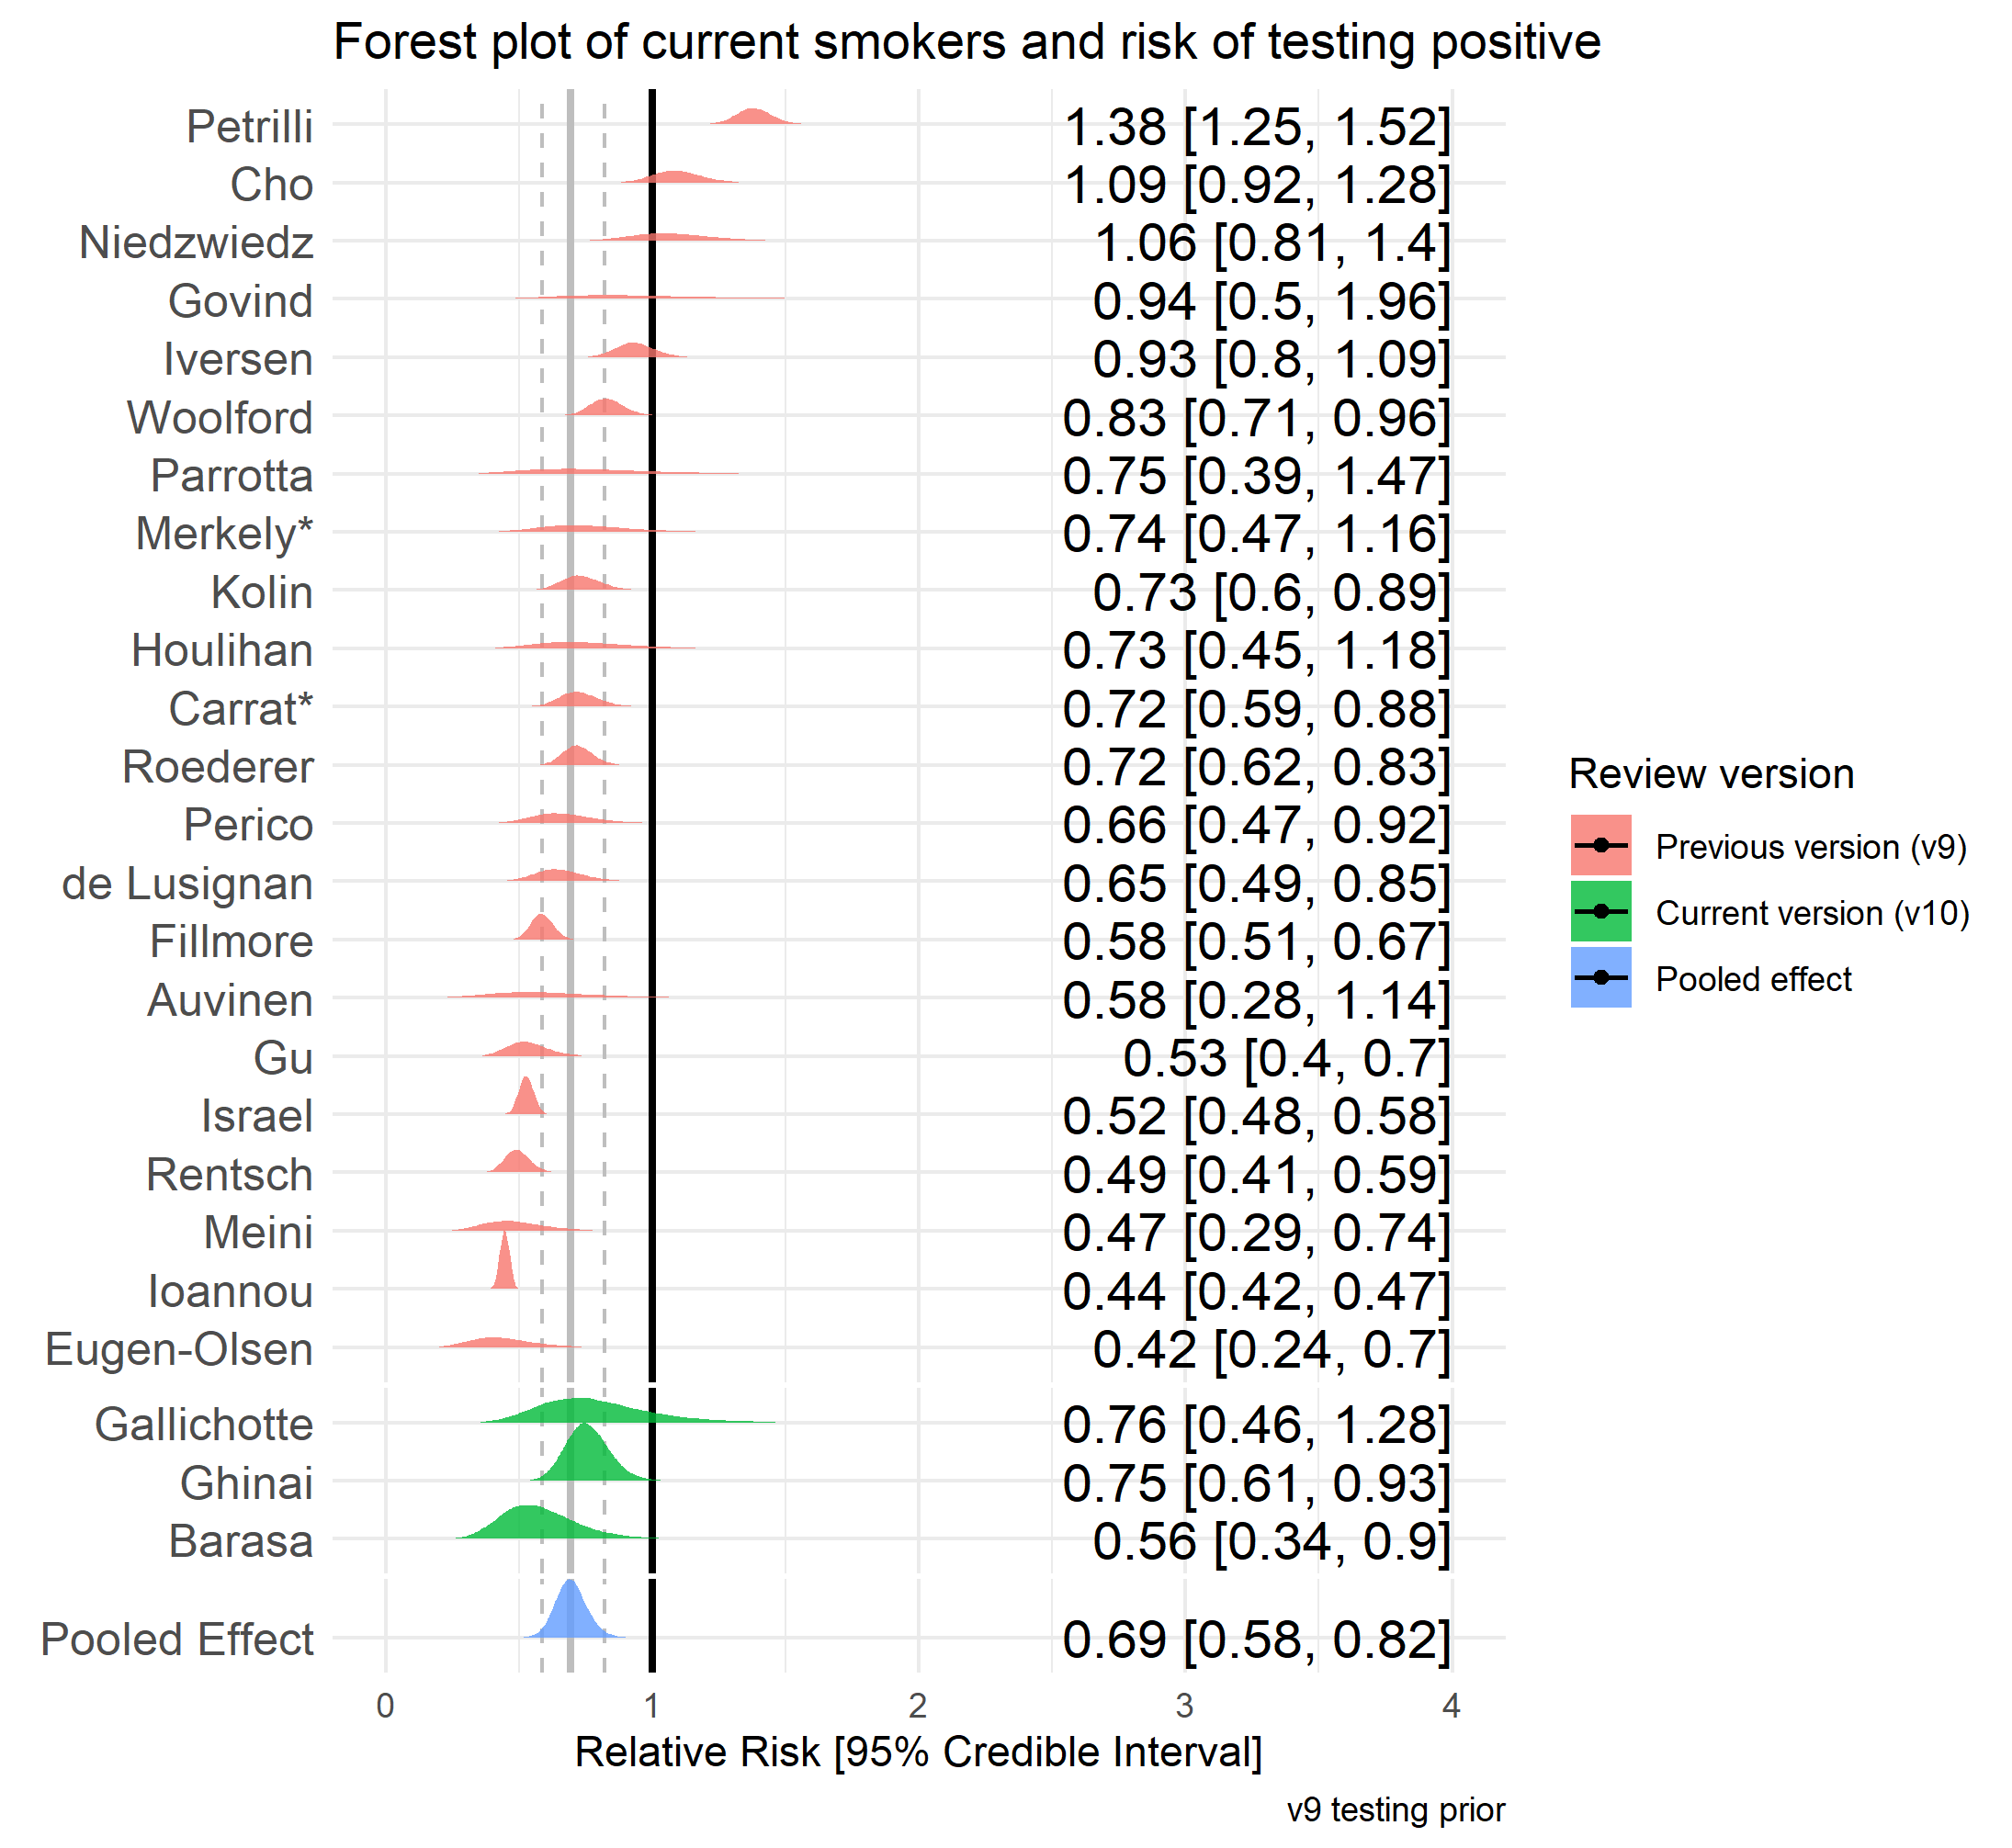 Forest plot of current smokers and risk of testing positive
Petrilli 1.38 [1.25, 1.52]
Cho 1.09 [0.92, 1.28]
Niedzwiedz 1.06 [0.81, 1.4]
Govind 0.94 [0.5, 1.96]
Iversen 0.93 [0.8, 1.09]
Woolford 0.83 [0.71, 0.96]
Parrotta 0.75 [0.39, 1.47]
Merkely* 0.74 [0.47, 1.16]
Kolin 0.73 [0.6, 0.89]
Houlihan 0.73 [0.45, 1.18]
Carrat* 0.72 [0.59, 0.88]
Roederer 0.72 [0.62, 0.83]
Perico 0.66 [0.47, 0.92]
de Lusignan 0.65 [0.49, 0.85]
Fillmore 0.58 [0.51, 0.67]
Auvinen 0.58 [0.28, 1.14]
Gu 0.53 [0.4, 0.7]
Israel 0.52 [0.48, 0.58]
Rentsch 0.49 [0.41, 0.59]
Meini 0.47 [0.29, 0.74]
Ioannou 0.44 [0.42, 0.47]
Eugen-Olsen 0.42 [0.24, 0.7]
Gallichotte 0.76 [0.46, 1.28]
Ghinai 0.75 [0.61, 0.93]
Barasa 0.56 [0.34, 0.9]
Pooled Effect 0.69 [0.58, 0.82]
0 1 2 3 4
Relative Risk [95% Credible Interval]
v9 testing prior
Review version
Previous version (v9)
Current version (v10)
Pooled effect